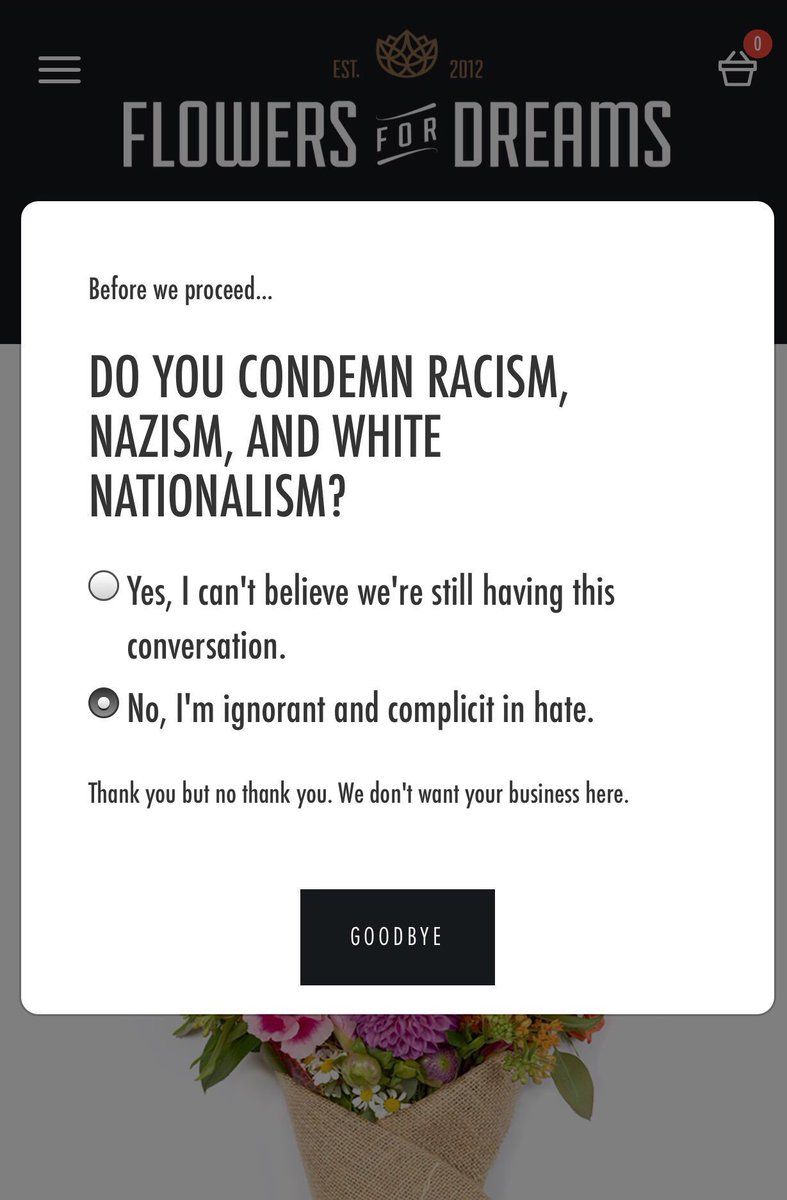 0
EST. 2012
FLOWERS FOR DREAMS
Before we proceed...
DO YOU CONDEMN RACISM,
NAZISM, AND WHITE
NATIONALISM?
Yes, I can't believe we're still having this
conversation.
No, I'm ignorant and complicit in hate.
Thank you but no thank you. We don't want your business here.
GOODBYE